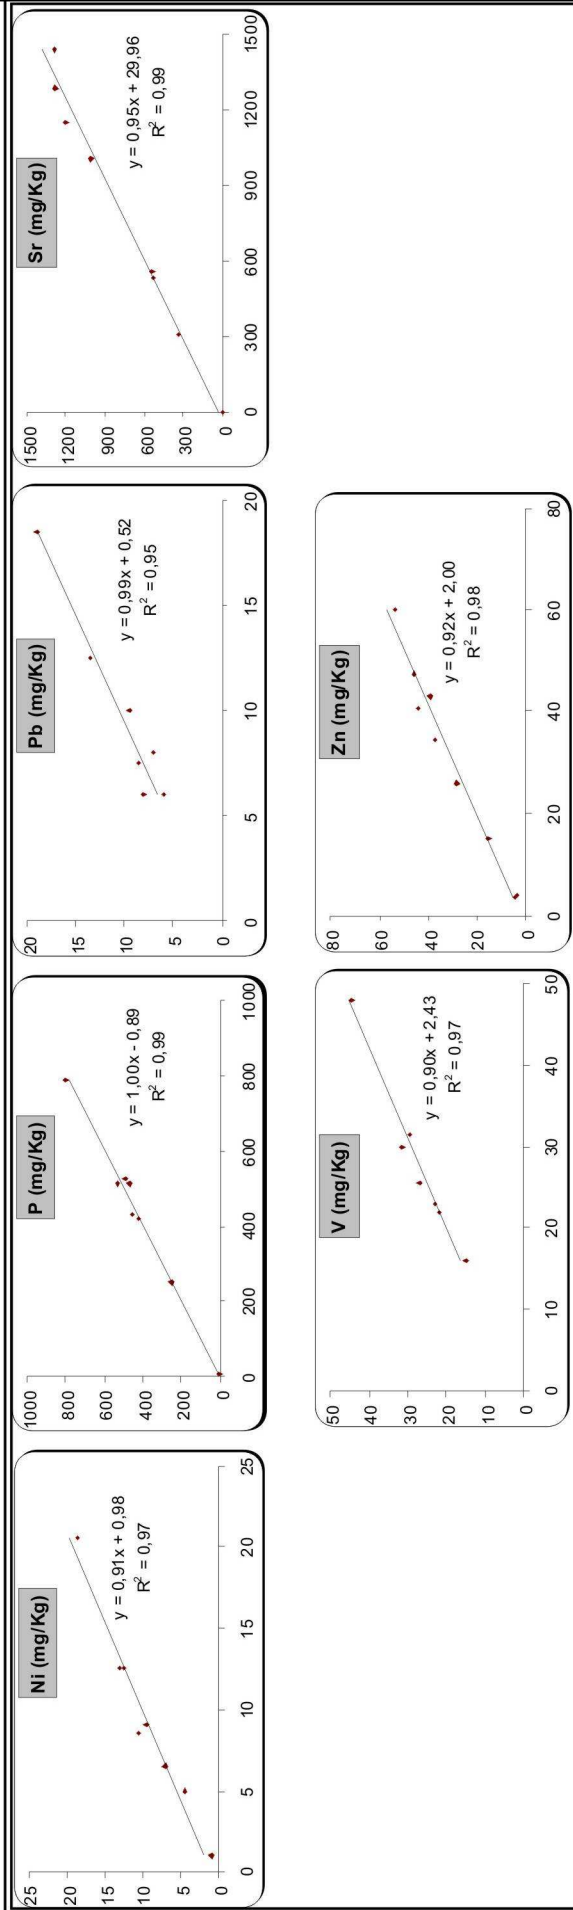 Ni (mg/Kg)
25
20
15
10
5
0
y = 0,91x + 0,98
R² = 0,97
0 5 10 15 20 25
P (mg/Kg)
1000
800
600
400
200
0
y = 1,00x - 0,89
R² = 0,99
0 200 400 600 800 1000
Pb (mg/Kg)
20
15
10
5
0
y = 0,99x + 0,52
R² = 0,95
0 5 10 15 20
Sr (mg/Kg)
1500
1200
900
600
300
0
y = 0,95x + 29,96
R² = 0,99
0 300 600 900 1200 1500
V (mg/Kg)
50
40
30
20
10
0
y = 0,90x + 2,43
R² = 0,97
0 10 20 30 40 50
Zn (mg/Kg)
80
60
40
20
0
y = 0,92x + 2,00
R² = 0,98
0 20 40 60 80